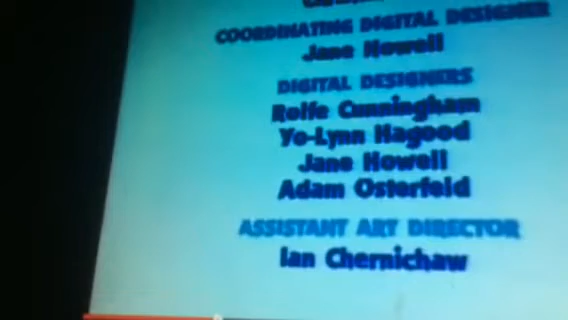 COORDINATING DIGITAL DESIGNER
Jane Howell
DIGITAL DESIGNERS
Rolfe Cunningham
Yo-Lynn Hagood
Jane Howell
Adam Osterfeld
ASSISTANT ART DIRECTOR
Ian Chernichaw